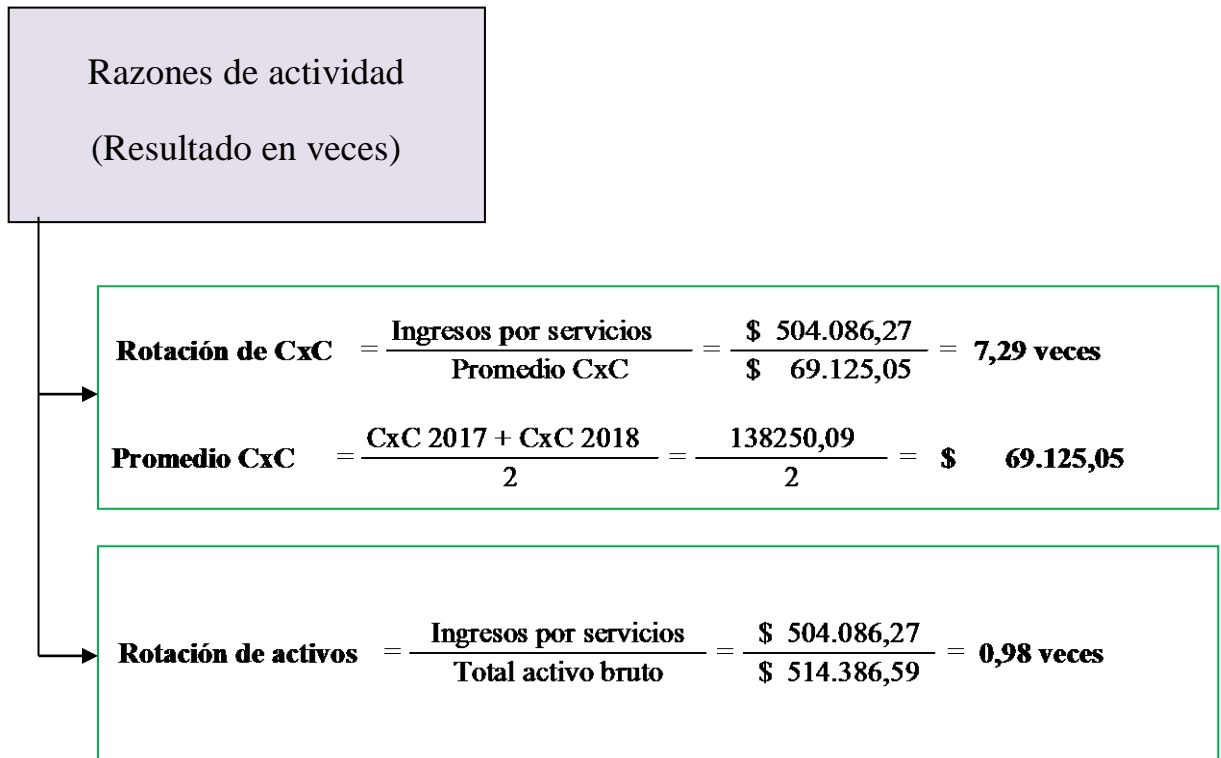 Razones de actividad
(Resultado en veces)
Rotación de CxC = Ingresos por servicios / Promedio CxC = $ 504.086,27 / $ 69.125,05 = 7,29 veces
Promedio CxC = CxC 2017 + CxC 2018 / 2 = 138250,09 / 2 = $ 69.125,05
Rotación de activos = Ingresos por servicios / Total activo bruto = $ 504.086,27 / $ 514.386,59 = 0,98 veces